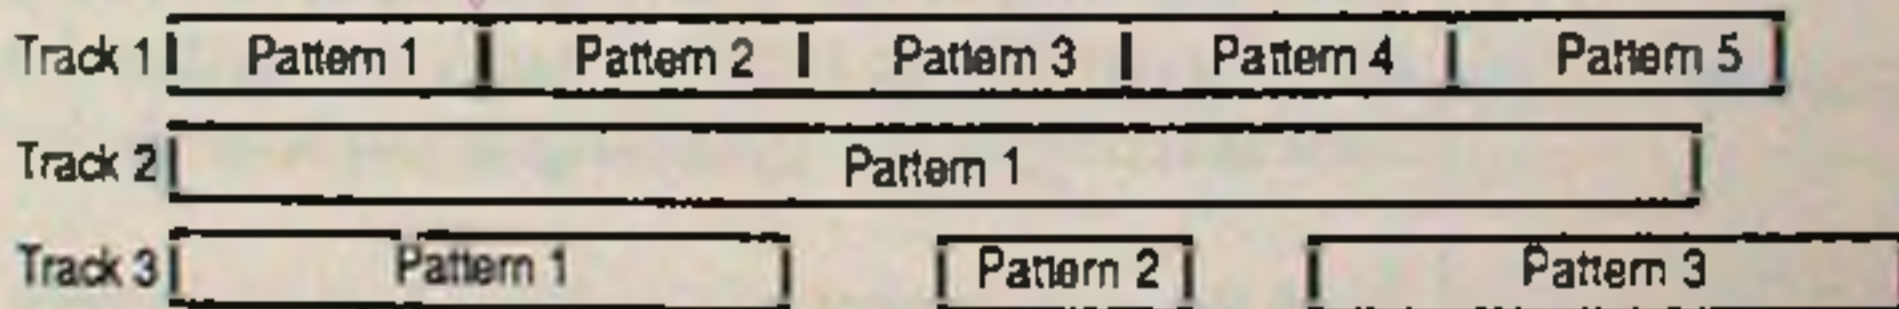 Track 1 Pattern 1 Pattern 2 Pattern 3 Pattern 4 Pattern 5
Track 2 Pattern 1
Track 3 Pattern 1 Pattern 2 Pattern 3